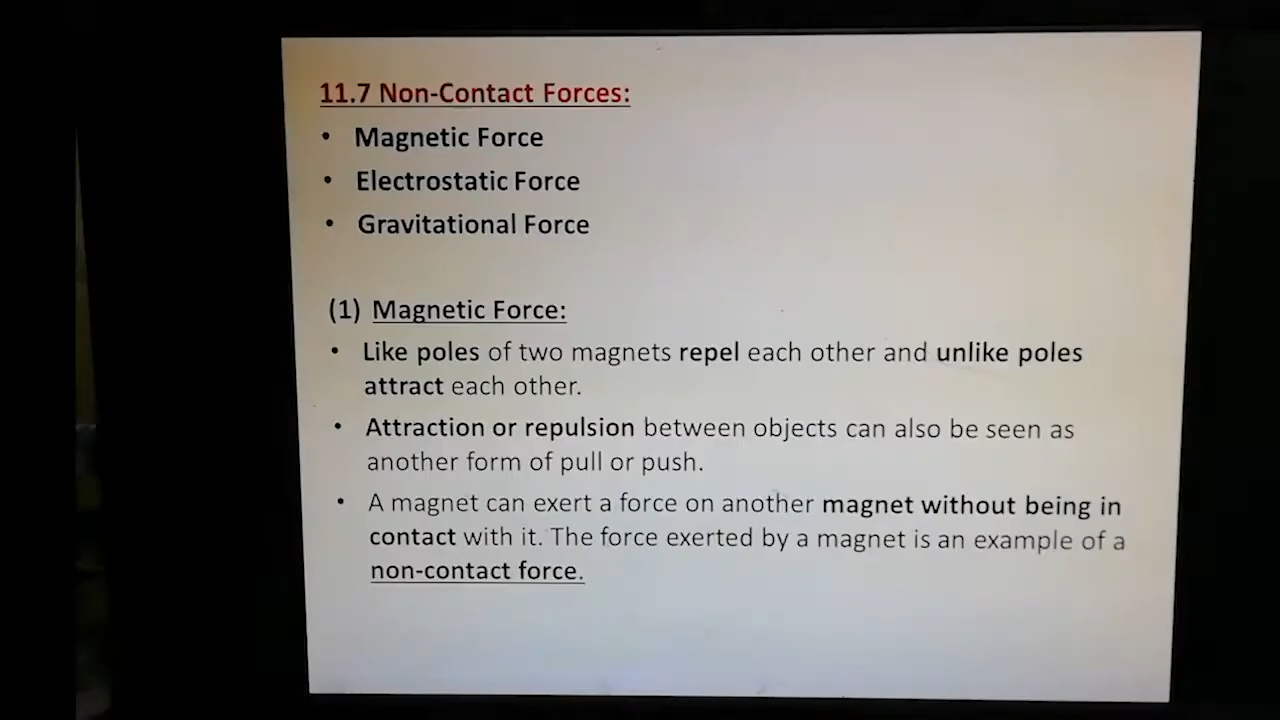 11.7 Non-Contact Forces:
• Magnetic Force
• Electrostatic Force
• Gravitational Force
(1) Magnetic Force:
• Like poles of two magnets repel each other and unlike poles
attract each other.
• Attraction or repulsion between objects can also be seen as
another form of pull or push.
• A magnet can exert a force on another magnet without being in
contact with it. The force exerted by a magnet is an example of a
non-contact force.